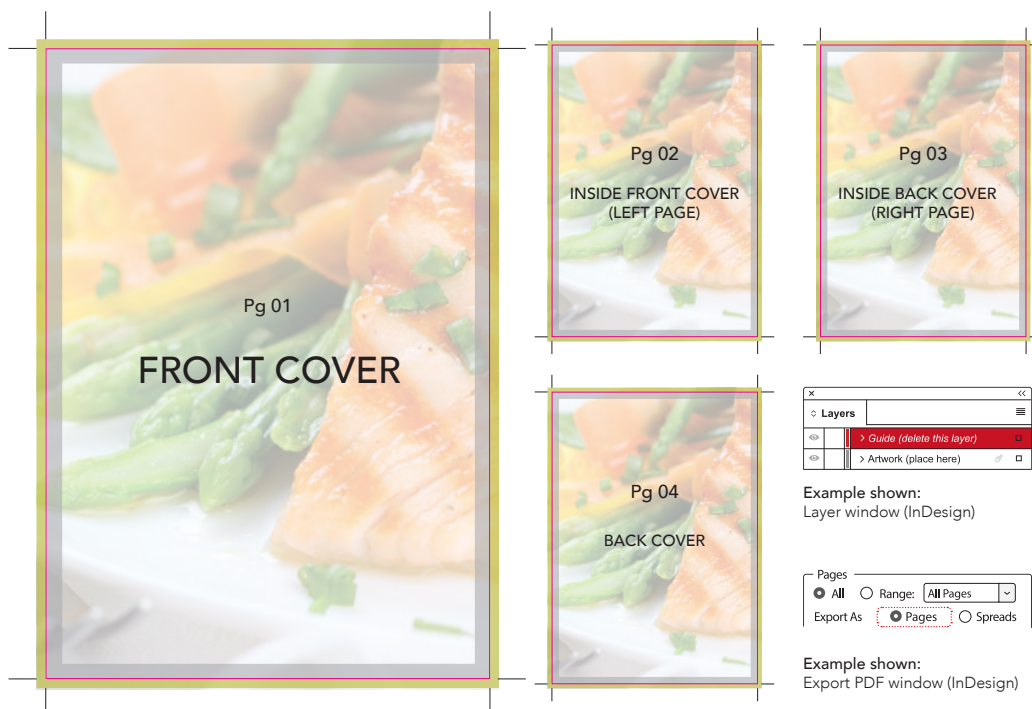 Pg 01
FRONT COVER
Pg 02
INSIDE FRONT COVER
(LEFT PAGE)
Pg 03
INSIDE BACK COVER
(RIGHT PAGE)
Pg 04
BACK COVER
Layers
Guide (delete this layer)
Artwork (place here)
Example shown:
Layer window (InDesign)
Pages
All Range: All Pages
Export As Pages Spreads
Example shown:
Export PDF window (InDesign)